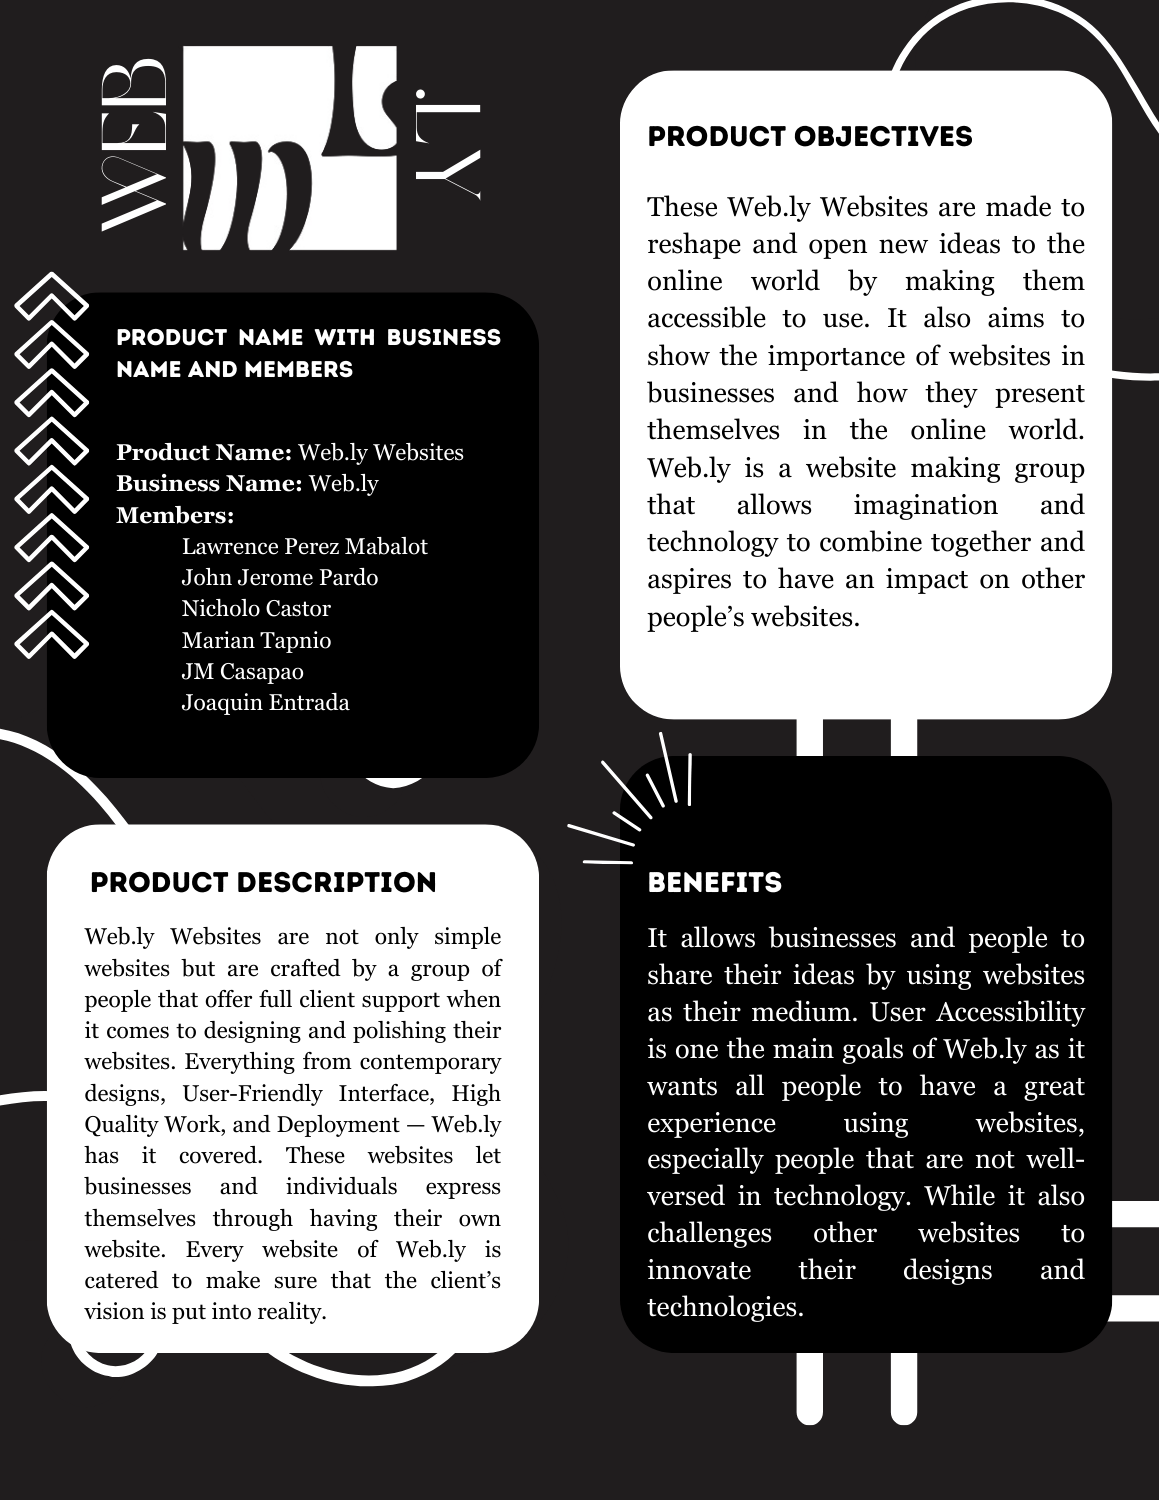 WEB
.LY
PRODUCT NAME WITH BUSINESS
NAME AND MEMBERS
Product Name: Web.ly Websites
Business Name: Web.ly
Members:
Lawrence Perez Mabalot
John Jerome Pardo
Nicholo Castor
Marian Tapnio
JM Casapao
Joaquin Entrada
PRODUCT DESCRIPTION
Web.ly Websites are not only simple
websites but are crafted by a group of
people that offer full client support when
it comes to designing and polishing their
websites. Everything from contemporary
designs, User-Friendly Interface, High
Quality Work, and Deployment — Web.ly
has it covered. These websites let
businesses and individuals express
themselves through having their own
website. Every website of Web.ly is
catered to make sure that the client’s
vision is put into reality.
PRODUCT OBJECTIVES
These Web.ly Websites are made to
reshape and open new ideas to the
online world by making them
accessible to use. It also aims to
show the importance of websites in
businesses and how they present
themselves in the online world.
Web.ly is a website making group
that allows imagination and
technology to combine together and
aspires to have an impact on other
people’s websites.
BENEFITS
It allows businesses and people to
share their ideas by using websites
as their medium. User Accessibility
is one the main goals of Web.ly as it
wants all people to have a great
experience using websites,
especially people that are not well-
versed in technology. While it also
challenges other websites to
innovate their designs and
technologies.